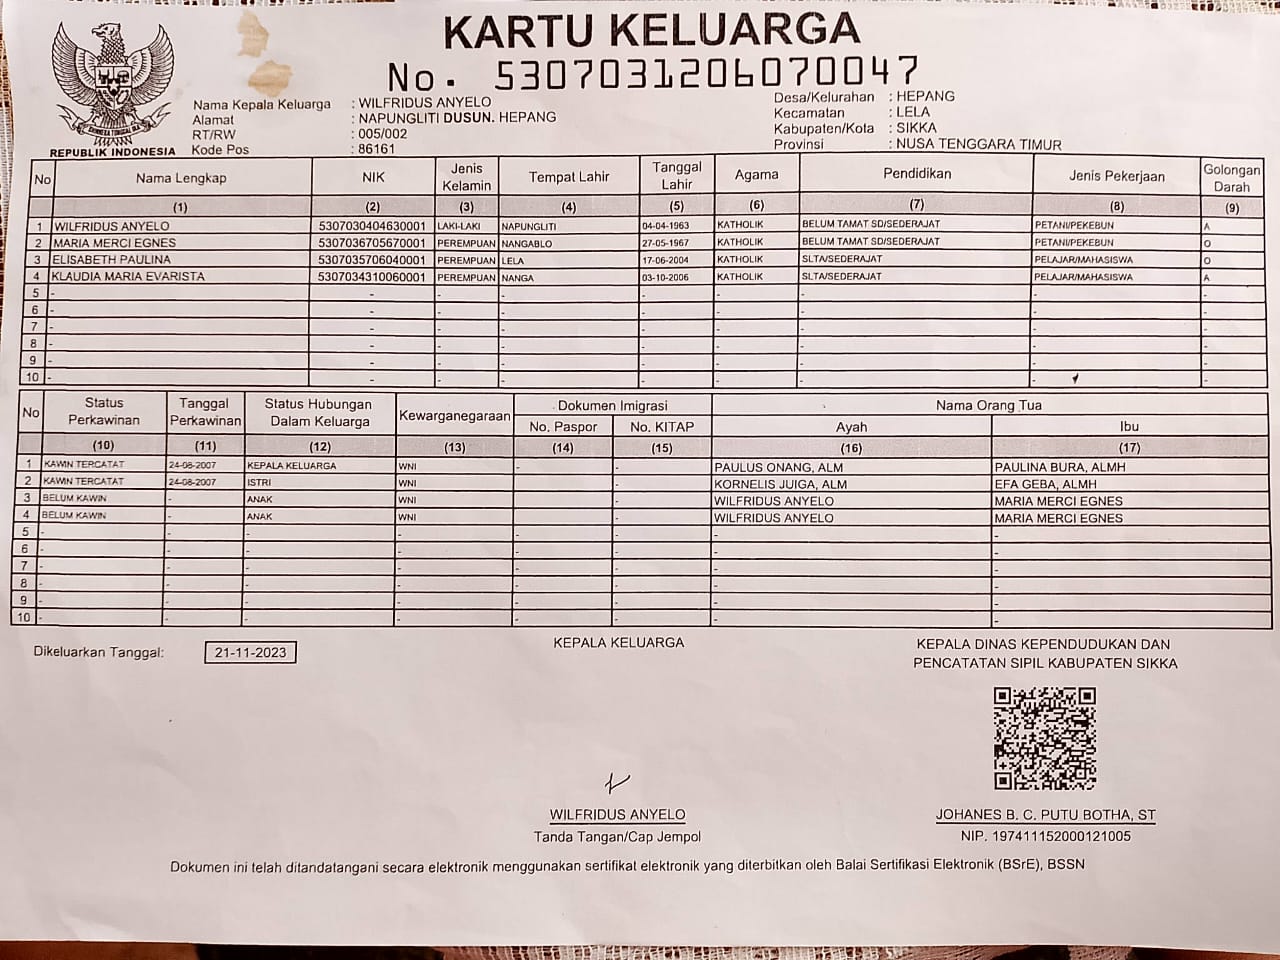 KARTU KELUARGA
No. 5307031206070047
Nama Kepala Keluarga : WILFRIDUS ANYELO
Alamat : NAPUNGLITI DUSUN. HEPANG
RT/RW : 005/002
Kode Pos : 86161
Desa/Kelurahan : HEPANG
Kecamatan : LELA
Kabupaten/Kota : SIKKA
Provinsi : NUSA TENGGARA TIMUR
REPUBLIK INDONESIA
No Nama Lengkap NIK Jenis Kelamin Tempat Lahir Tanggal Lahir Agama Pendidikan Jenis Pekerjaan Golongan Darah
(1) (2) (3) (4) (5) (6) (7) (8) (9)
1 WILFRIDUS ANYELO 5307030404630001 LAKI-LAKI NAPUNGLITI 04-04-1963 KATHOLIK BELUM TAMAT SD/SEDERAJAT PETANI/PEKEBUN A
2 MARIA MERCI EGNES 5307036705670001 PEREMPUAN NANGABLO 27-05-1967 KATHOLIK BELUM TAMAT SD/SEDERAJAT PETANI/PEKEBUN O
3 ELISABETH PAULINA 5307035706040001 PEREMPUAN LELA 17-06-2004 KATHOLIK SLTA/SEDERAJAT PELAJAR/MAHASISWA O
4 KLAUDIA MARIA EVARISTA 5307034310060001 PEREMPUAN NANGA 03-10-2006 KATHOLIK SLTA/SEDERAJAT PELAJAR/MAHASISWA A
5 - - - - - - - - -
6 - - - - - - - - -
7 - - - - - - - - -
8 - - - - - - - - -
9 - - - - - - - - -
10 - - - - - - - - -
No Status Perkawinan Tanggal Perkawinan Status Hubungan Dalam Keluarga Kewarganegaraan Dokumen Imigrasi Nama Orang Tua
No. Paspor No. KITAP Ayah Ibu
(10) (11) (12) (13) (14) (15) (16) (17)
1 KAWIN TERCATAT 24-08-2007 KEPALA KELUARGA WNI - - PAULUS ONANG, ALM PAULINA BURA, ALMH
2 KAWIN TERCATAT 24-08-2007 ISTRI WNI - - KORNELIS JUIGA, ALM EFA GEBA, ALMH
3 BELUM KAWIN - ANAK WNI - - WILFRIDUS ANYELO MARIA MERCI EGNES
4 BELUM KAWIN - ANAK WNI - - WILFRIDUS ANYELO MARIA MERCI EGNES
5 - - - - - - - -
6 - - - - - - - -
7 - - - - - - - -
8 - - - - - - - -
9 - - - - - - - -
10 - - - - - - - -
Dikeluarkan Tanggal: 21-11-2023
KEPALA KELUARGA
WILFRIDUS ANYELO
Tanda Tangan/Cap Jempol
KEPALA DINAS KEPENDUDUKAN DAN
PENCATATAN SIPIL KABUPATEN SIKKA
JOHANES B. C. PUTU BOTHA, ST
NIP. 197411152000121005
Dokumen ini telah ditandatangani secara elektronik menggunakan sertifikat elektronik yang diterbitkan oleh Balai Sertifikasi Elektronik (BSrE), BSSN